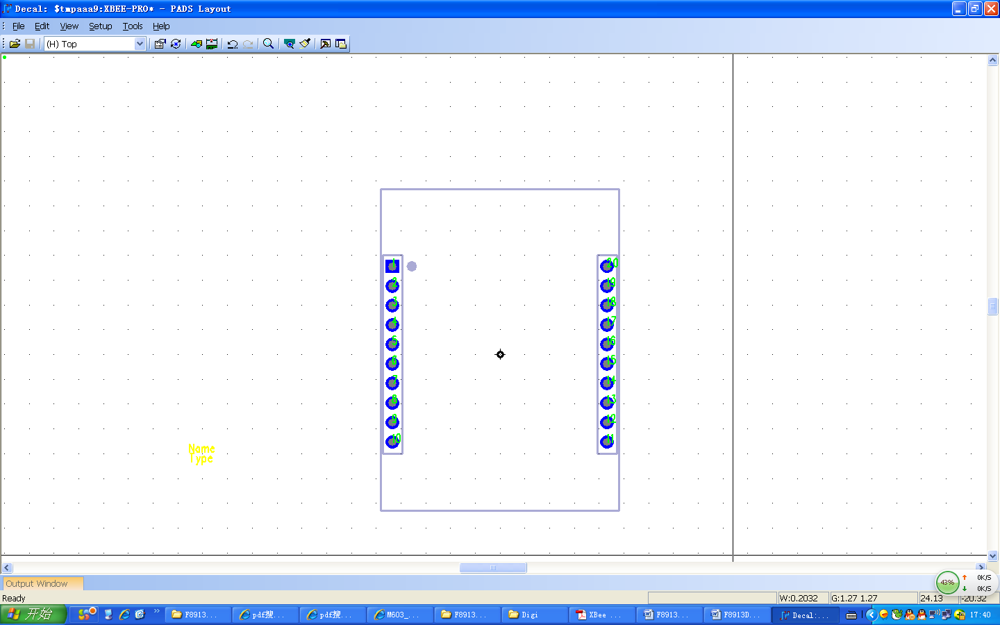 Decal: $tmpaaa9:XBEE-PRO* - PADS Layout
File Edit View Setup Tools Help
(H) Top
1
20
2
19
3
18
4
17
5
16
6
15
7
14
8
13
9
12
10
11
Name
Type
Output Window
43%
0K/S
0K/S
Ready
W:0.2032
G:1.27 1.27
24.13
-20.32
开始
F8913...
pdf搜...
pdf搜...
M603_...
F8913...
Digi
XBee ...
F8913...
F8913D...
Decal:...
17:40